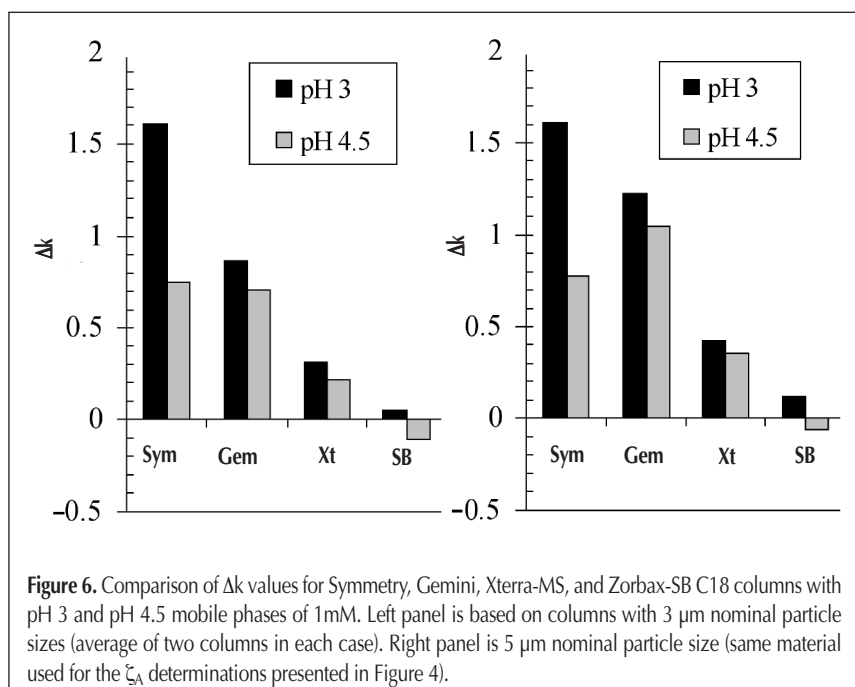 2
1.5
1
0.5
0
−0.5
Δk
pH 3
pH 4.5
Sym Gem Xt SB
2
1.5
1
0.5
0
−0.5
Δk
pH 3
pH 4.5
Sym Gem Xt SB
Figure 6. Comparison of Δk values for Symmetry, Gemini, Xterra-MS, and Zorbax-SB C18 columns with
pH 3 and pH 4.5 mobile phases of 1mM. Left panel is based on columns with 3 μm nominal particle
sizes (average of two columns in each case). Right panel is 5 μm nominal particle size (same material
used for the ζA determinations presented in Figure 4).